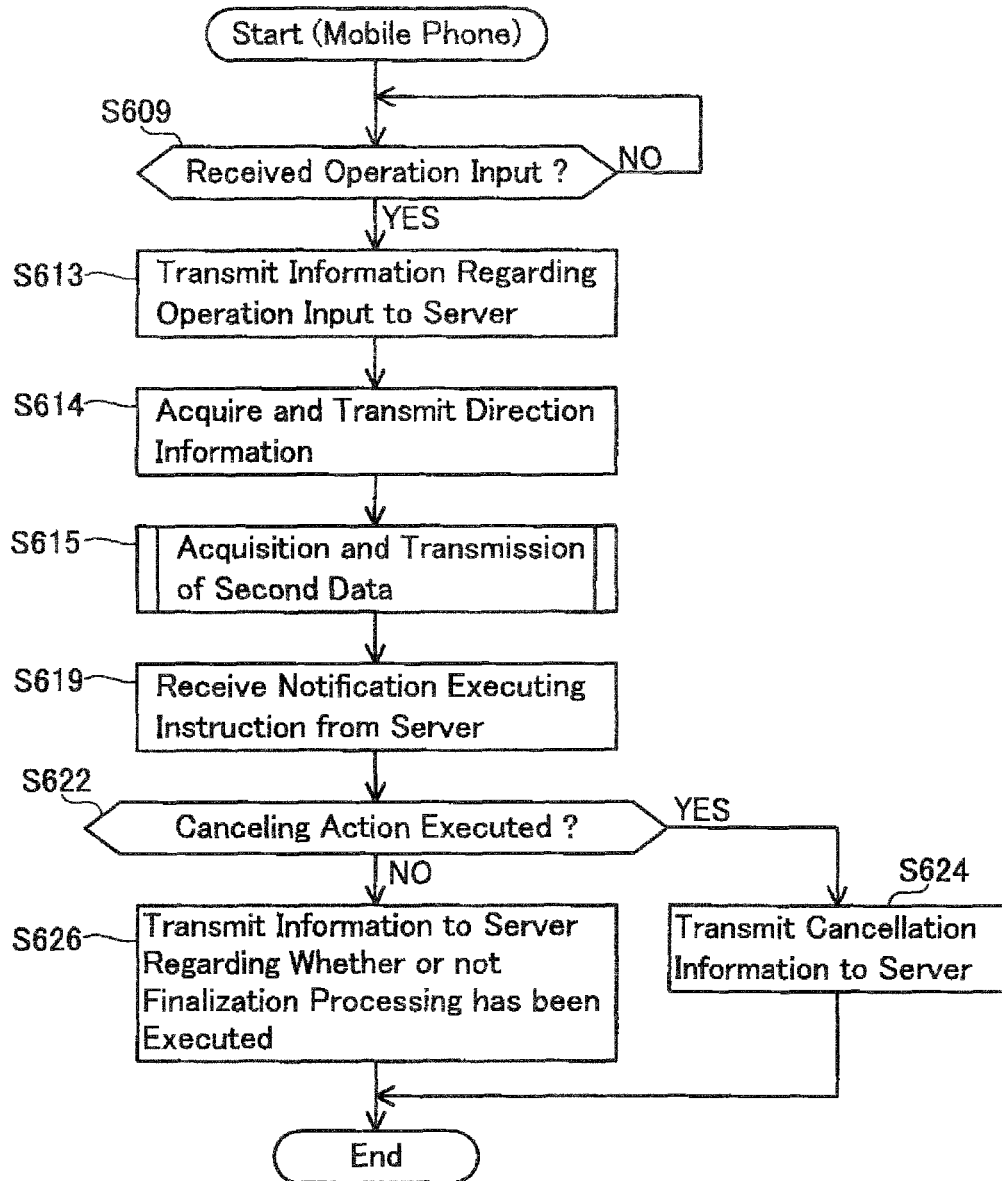 Start (Mobile Phone)
S609
Received Operation Input ?
NO
YES
S613
Transmit Information Regarding
Operation Input to Server
S614
Acquire and Transmit Direction
Information
S615
Acquisition and Transmission
of Second Data
S619
Receive Notification Executing
Instruction from Server
S622
Canceling Action Executed ?
YES
NO
S624
S626
Transmit Information to Server
Regarding Whether or not
Finalization Processing has been
Executed
Transmit Cancellation
Information to Server
End